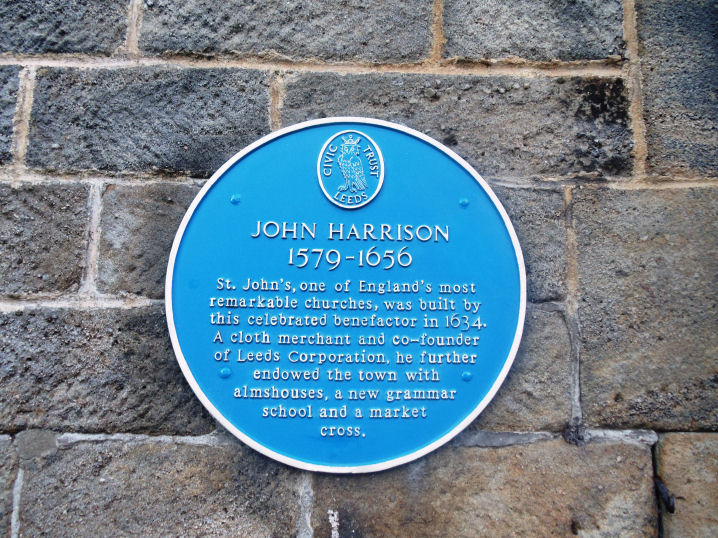 CIVIC TRUST
LEEDS
JOHN HARRISON
1579-1656
St. John's, one of England's most
remarkable churches, was built by
this celebrated benefactor in 1634.
A cloth merchant and co-founder
of Leeds Corporation, he further
endowed the town with
almshouses, a new grammar
school and a market
cross.